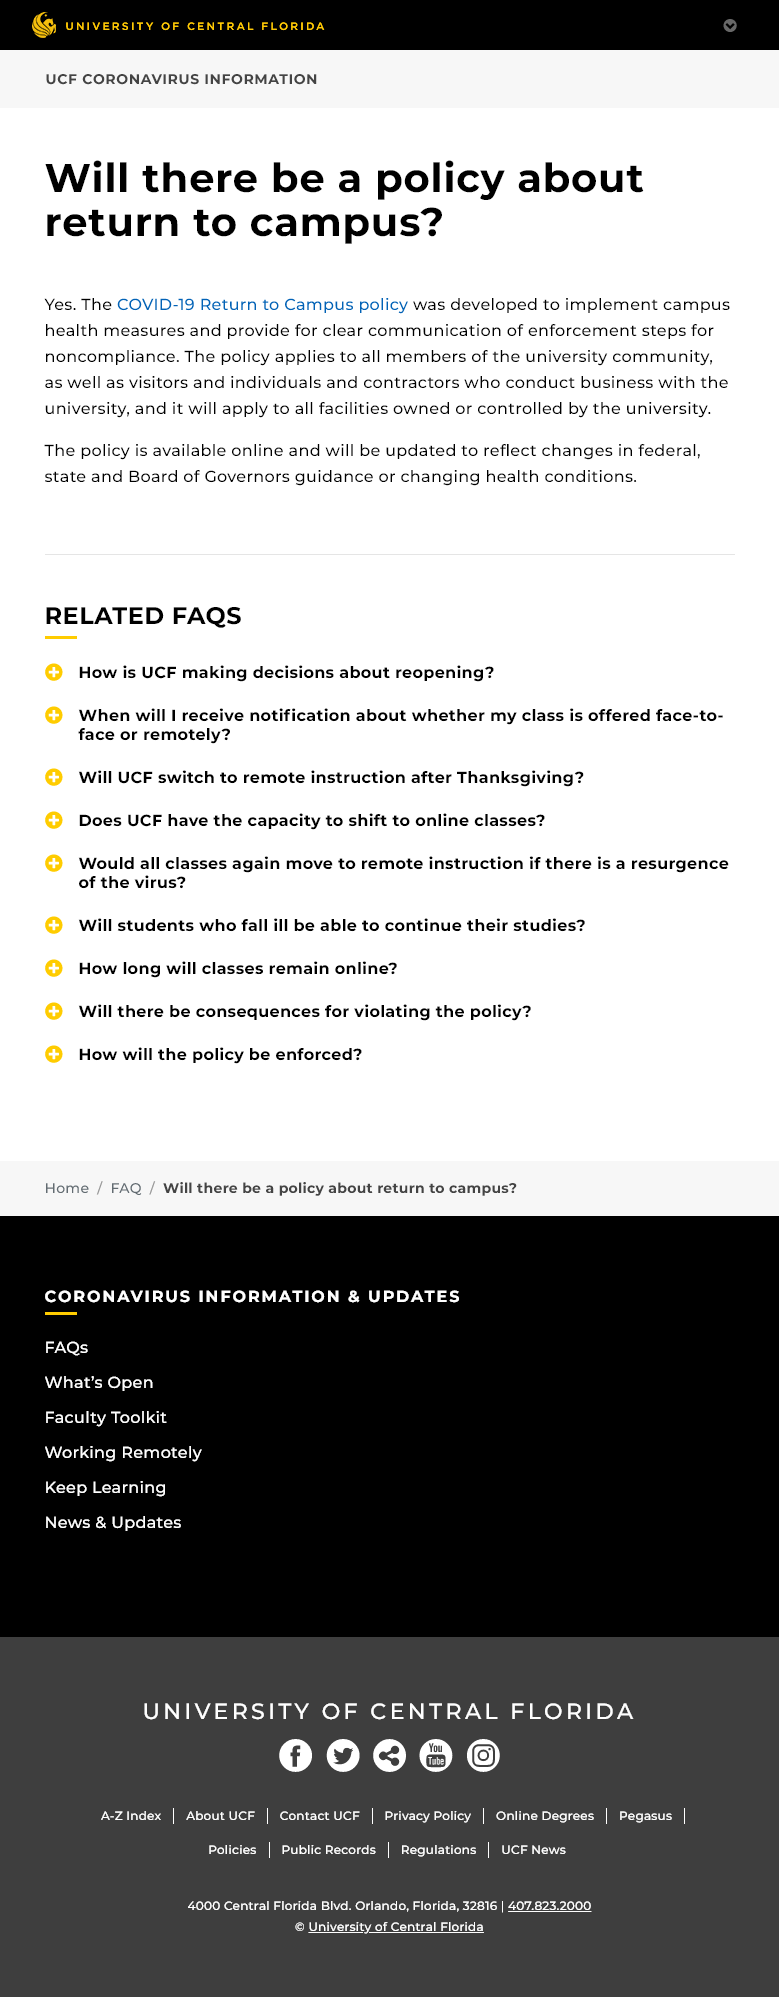 UNIVERSITY OF CENTRAL FLORIDA
UCF CORONAVIRUS INFORMATION
Will there be a policy about
return to campus?
Yes. The COVID-19 Return to Campus policy was developed to implement campus
health measures and provide for clear communication of enforcement steps for
noncompliance. The policy applies to all members of the university community,
as well as visitors and individuals and contractors who conduct business with the
university, and it will apply to all facilities owned or controlled by the university.
The policy is available online and will be updated to reflect changes in federal,
state and Board of Governors guidance or changing health conditions.
RELATED FAQS
How is UCF making decisions about reopening?
When will I receive notification about whether my class is offered face-to-
face or remotely?
Will UCF switch to remote instruction after Thanksgiving?
Does UCF have the capacity to shift to online classes?
Would all classes again move to remote instruction if there is a resurgence
of the virus?
Will students who fall ill be able to continue their studies?
How long will classes remain online?
Will there be consequences for violating the policy?
How will the policy be enforced?
Home / FAQ / Will there be a policy about return to campus?
CORONAVIRUS INFORMATION & UPDATES
FAQs
What's Open
Faculty Toolkit
Working Remotely
Keep Learning
News & Updates
UNIVERSITY OF CENTRAL FLORIDA
You
Tube
A-Z Index | About UCF | Contact UCF | Privacy Policy | Online Degrees | Pegasus |
Policies | Public Records | Regulations | UCF News
4000 Central Florida Blvd. Orlando, Florida, 32816 | 407.823.2000
© University of Central Florida